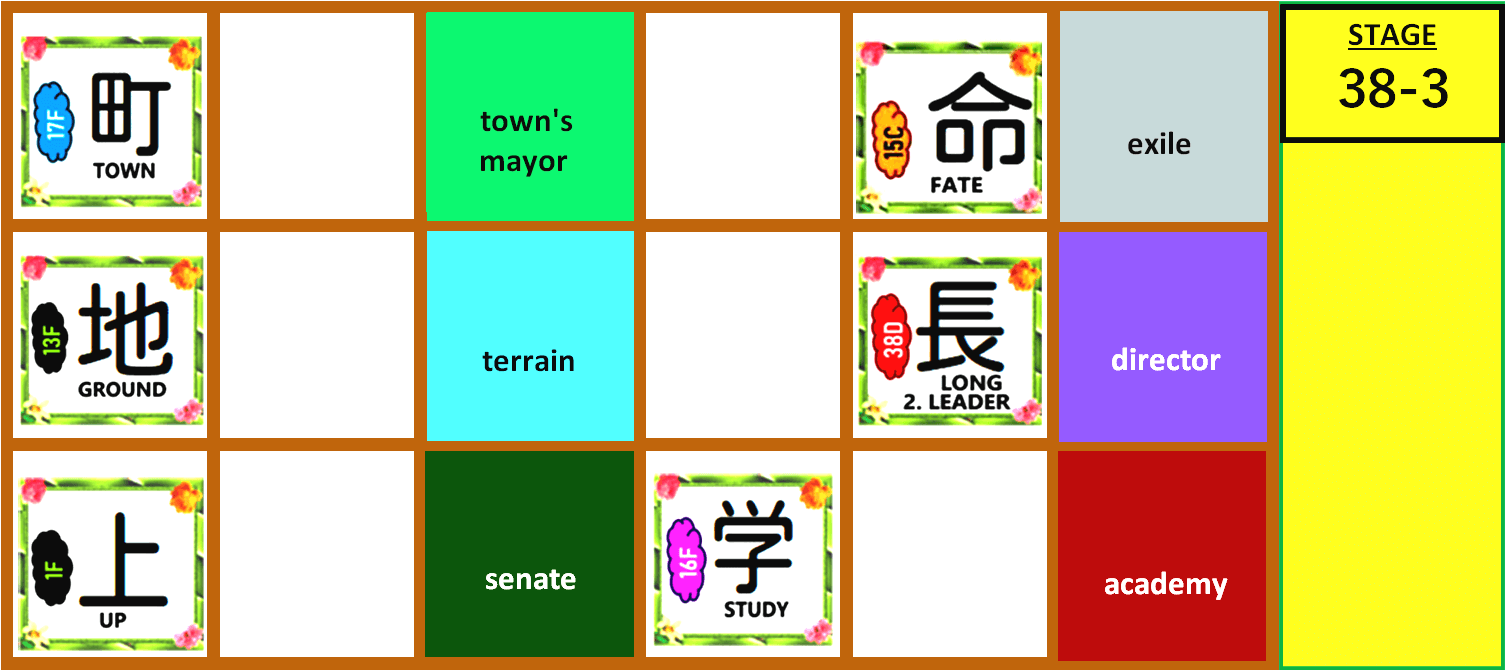 17F
町
TOWN
town's
mayor
15C
命
FATE
exile
STAGE
38-3
13F
地
GROUND
terrain
38D
長
LONG
2. LEADER
director
1F
上
UP
senate
16F
学
STUDY
academy